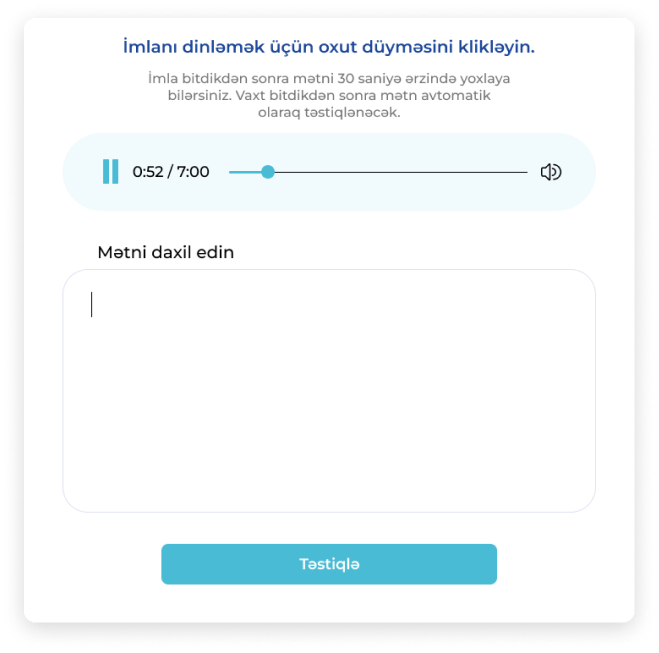 İmlanı dinləmək üçün oxut düyməsini klikləyin.
İmla bitdikdən sonra mətni 30 saniyə ərzində yoxlaya
bilərsiniz. Vaxt bitdikdən sonra mətn avtomatik
olaraq təstiqlənəcək.
0:52 / 7:00
Mətni daxil edin
Təstiqlə